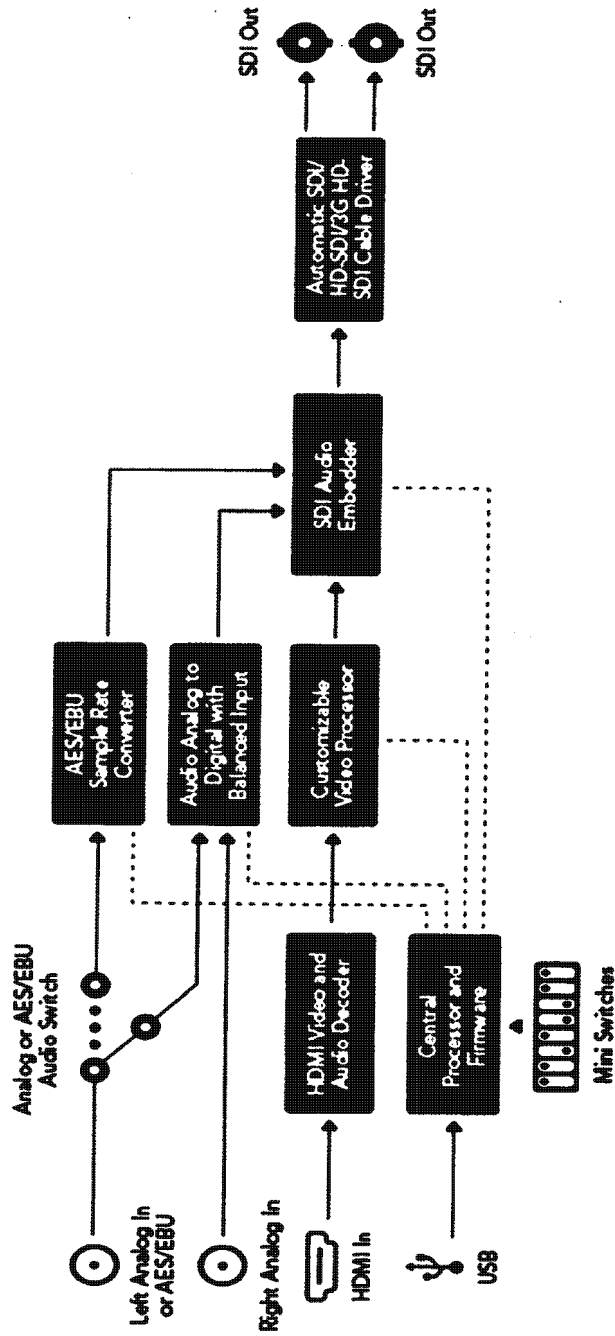 Analog or AES/EBU
Audio Switch
Left Analog In
or AES/EBU
Right Analog In
HDMI In
USB
Mini Switches
AES/EBU
Sample Rate
Converter
Audio Analog to
Digital with
Balanced Input
HDMI Video and
Audio Decoder
Customizable
Video Processor
Central
Processor and
Firmware
SDI Audio
Embedder
Automatic SDI/
HD-SDI/3G HD-
SDI Cable Driver
SDI Out
SDI Out